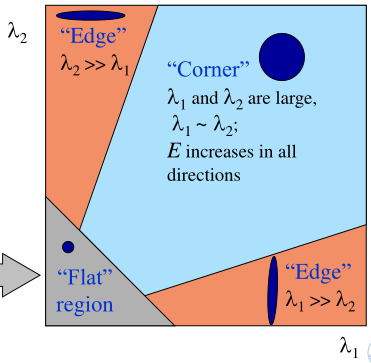 λ₂
“Edge”
λ₂ >> λ₁
“Corner”
λ₁ and λ₂ are large,
λ₁ ~ λ₂;
E increases in all
directions
“Flat”
region
“Edge”
λ₁ >> λ₂
λ₁